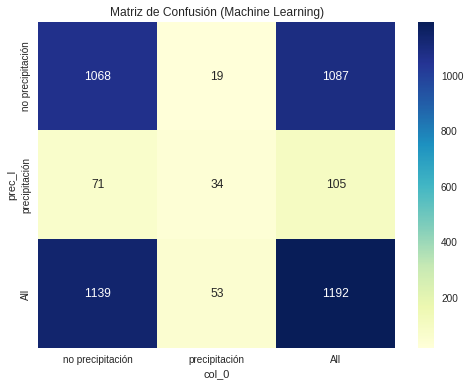 Matriz de Confusión (Machine Learning)
no precipitación
1068 19 1087
1000
800
prec_l
precipitación
71 34 105
600
400
All
1139 53 1192
200
no precipitación precipitación All
col_0